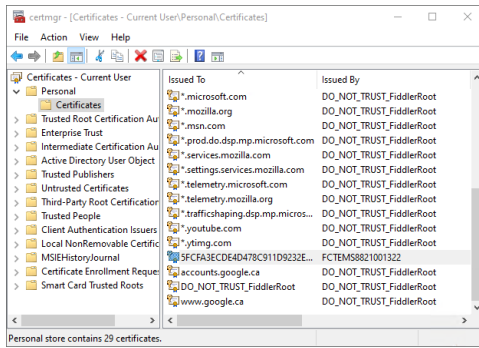 certmgr - [Certificates - Current User\Personal\Certificates]
File Action View Help
Certificates - Current User
Personal
Certificates
Trusted Root Certification Au
Enterprise Trust
Intermediate Certification Au
Active Directory User Object
Trusted Publishers
Untrusted Certificates
Third-Party Root Certification
Trusted People
Client Authentication Issuers
Local NonRemovable Certific
MSIEHistoryJournal
Certificate Enrollment Reques
Smart Card Trusted Roots
Issued To Issued By
*.microsoft.com DO_NOT_TRUST_FiddlerRoot
*.mozilla.org DO_NOT_TRUST_FiddlerRoot
*.msn.com DO_NOT_TRUST_FiddlerRoot
*.prod.do.dsp.mp.microsoft.com DO_NOT_TRUST_FiddlerRoot
*.services.mozilla.com DO_NOT_TRUST_FiddlerRoot
*.settings.services.mozilla.com DO_NOT_TRUST_FiddlerRoot
*.telemetry.microsoft.com DO_NOT_TRUST_FiddlerRoot
*.telemetry.mozilla.org DO_NOT_TRUST_FiddlerRoot
*.trafficshaping.dsp.mp.micros... DO_NOT_TRUST_FiddlerRoot
*.youtube.com DO_NOT_TRUST_FiddlerRoot
*.ytimg.com DO_NOT_TRUST_FiddlerRoot
5FCFA3ECDE4D478C911D9232E... FCTEMS8821001322
accounts.google.ca DO_NOT_TRUST_FiddlerRoot
DO_NOT_TRUST_FiddlerRoot DO_NOT_TRUST_FiddlerRoot
www.google.ca DO_NOT_TRUST_FiddlerRoot
Personal store contains 29 certificates.